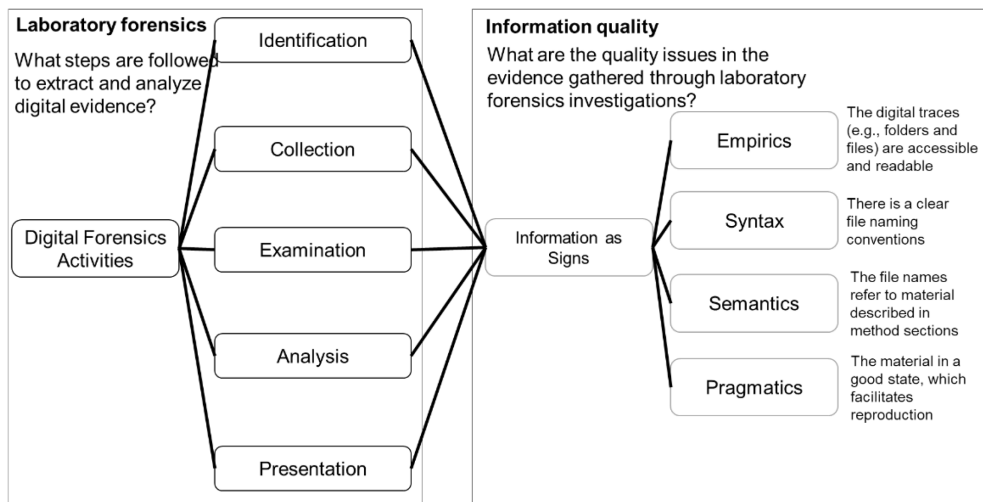 Laboratory forensics
What steps are followed
to extract and analyze
digital evidence?
Identification
Collection
Digital Forensics
Activities
Examination
Analysis
Presentation
Information quality
What are the quality issues in the
evidence gathered through laboratory
forensics investigations?
Information as
Signs
Empirics
The digital traces
(e.g., folders and
files) are accessible
and readable
Syntax
There is a clear
file naming
conventions
Semantics
The file names
refer to material
described in
method sections
Pragmatics
The material in a
good state, which
facilitates
reproduction